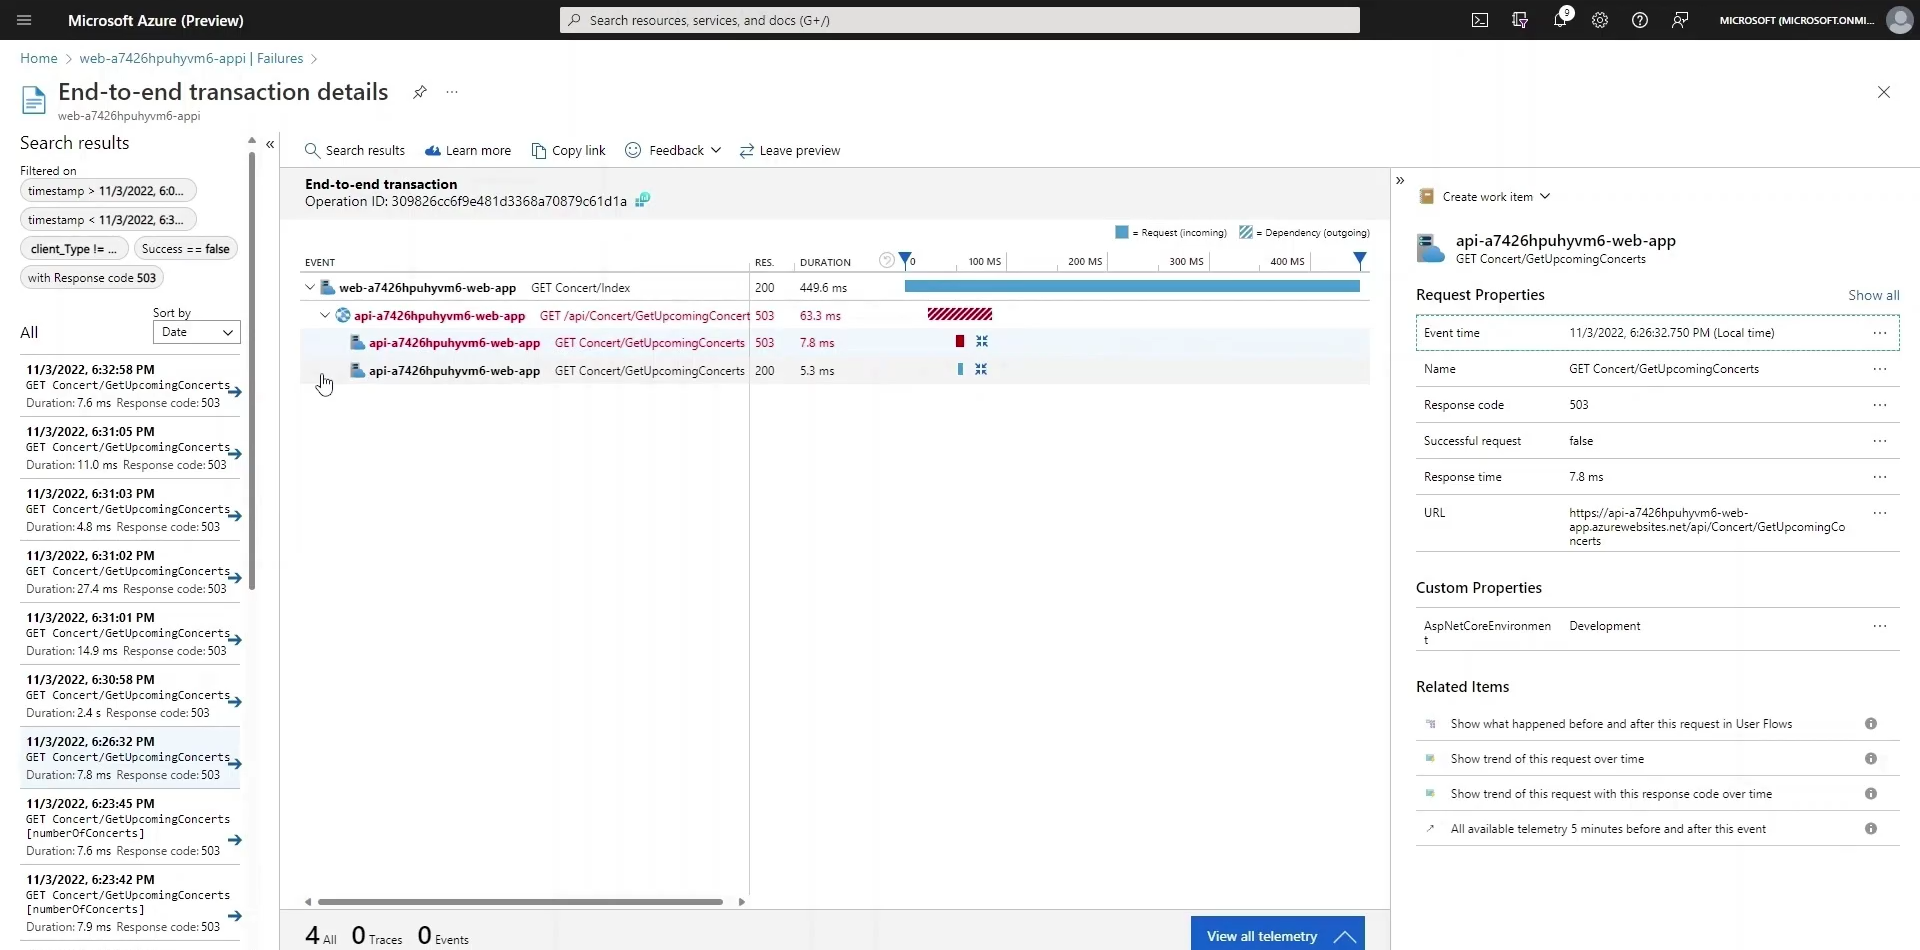 Microsoft Azure (Preview)
Search resources, services, and docs (G+/)
9
MICROSOFT (MICROSOFT.ONMI...
Home > web-a7426hpuhyvm6-appi | Failures >
End-to-end transaction details
...
web-a7426hpuhyvm6-appi
Search results
«
Filtered on
timestamp > 11/3/2022, 6:0...
timestamp < 11/3/2022, 6:3...
client_Type != ...
Success == false
with Response code 503
Sort by
All
Date
11/3/2022, 6:32:58 PM
GET Concert/GetUpcomingConcerts
Duration: 7.6 ms Response code: 503
11/3/2022, 6:31:05 PM
GET Concert/GetUpcomingConcerts
Duration: 11.0 ms Response code: 503
11/3/2022, 6:31:03 PM
GET Concert/GetUpcomingConcerts
Duration: 4.8 ms Response code: 503
11/3/2022, 6:31:02 PM
GET Concert/GetUpcomingConcerts
Duration: 27.4 ms Response code: 503
11/3/2022, 6:31:01 PM
GET Concert/GetUpcomingConcerts
Duration: 14.9 ms Response code: 503
11/3/2022, 6:30:58 PM
GET Concert/GetUpcomingConcerts
Duration: 2.4 s Response code: 503
11/3/2022, 6:26:32 PM
GET Concert/GetUpcomingConcerts
Duration: 7.8 ms Response code: 503
11/3/2022, 6:23:45 PM
GET Concert/GetUpcomingConcerts
[numberOfConcerts]
Duration: 7.6 ms Response code: 503
11/3/2022, 6:23:42 PM
GET Concert/GetUpcomingConcerts
[numberOfConcerts]
Duration: 7.9 ms Response code: 503
Search results
Learn more
Copy link
Feedback
Leave preview
End-to-end transaction
Operation ID: 309826cc6f9e481d3368a70879c61d1a
= Request (incoming)
= Dependency (outgoing)
EVENT RES. DURATION 0 100 MS 200 MS 300 MS 400 MS
web-a7426hpuhyvm6-web-app GET Concert/Index 200 449.6 ms
api-a7426hpuhyvm6-web-app GET /api/Concert/GetUpcomingConcert 503 63.3 ms
api-a7426hpuhyvm6-web-app GET Concert/GetUpcomingConcerts 503 7.8 ms
api-a7426hpuhyvm6-web-app GET Concert/GetUpcomingConcerts 200 5.3 ms
4 All 0 Traces 0 Events
View all telemetry
»
Create work item
api-a7426hpuhyvm6-web-app
GET Concert/GetUpcomingConcerts
Request Properties
Show all
Event time 11/3/2022, 6:26:32.750 PM (Local time) ...
Name GET Concert/GetUpcomingConcerts ...
Response code 503 ...
Successful request false ...
Response time 7.8 ms ...
URL https://api-a7426hpuhyvm6-web- ...
app.azurewebsites.net/api/Concert/GetUpcomingCo
ncerts
Custom Properties
AspNetCoreEnvironmen Development ...
t
Related Items
Show what happened before and after this request in User Flows
Show trend of this request over time
Show trend of this request with this response code over time
All available telemetry 5 minutes before and after this event